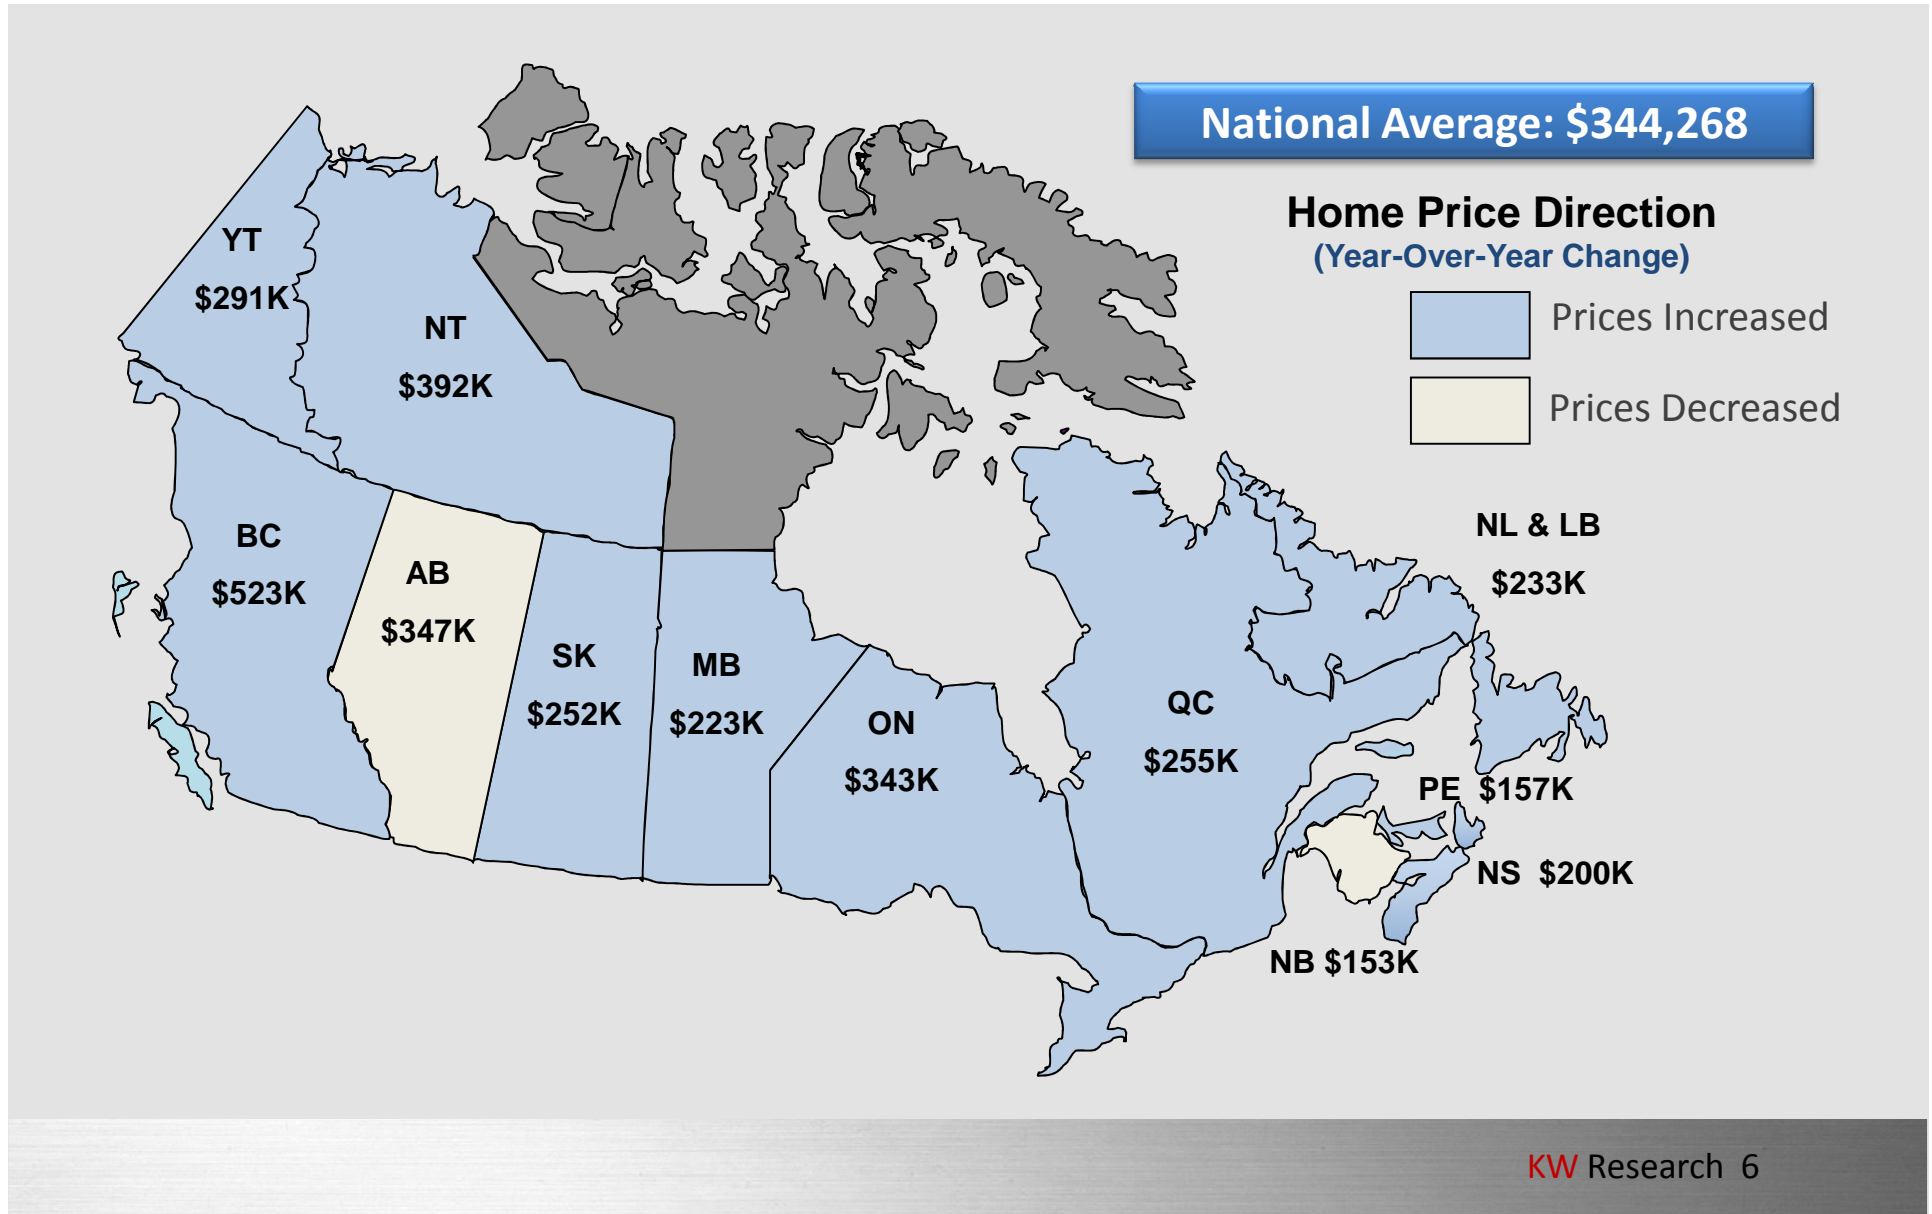 National Average: $344,268
Home Price Direction
(Year-Over-Year Change)
Prices Increased
Prices Decreased
YT
$291K
NT
$392K
BC
$523K
AB
$347K
SK
$252K
MB
$223K
ON
$343K
QC
$255K
NL & LB
$233K
PE $157K
NS $200K
NB $153K
KW Research 6